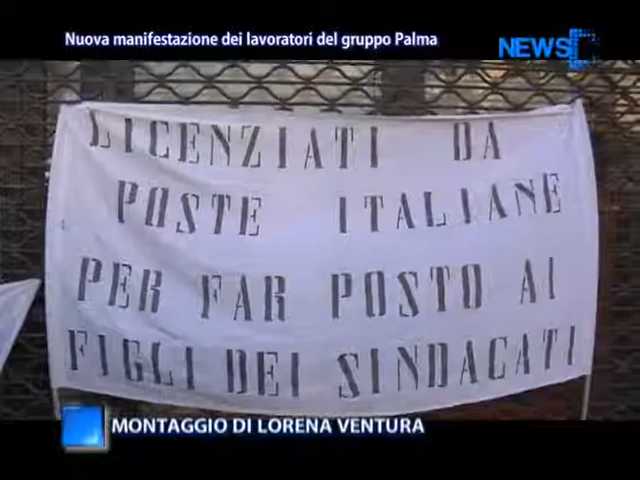 Nuova manifestazione dei lavoratori del gruppo Palma
NEWS
LICENZIATI DA
POSTE ITALIANE
PER FAR POSTO AI
FIGLI DEI SINDACATI
MONTAGGIO DI LORENA VENTURA